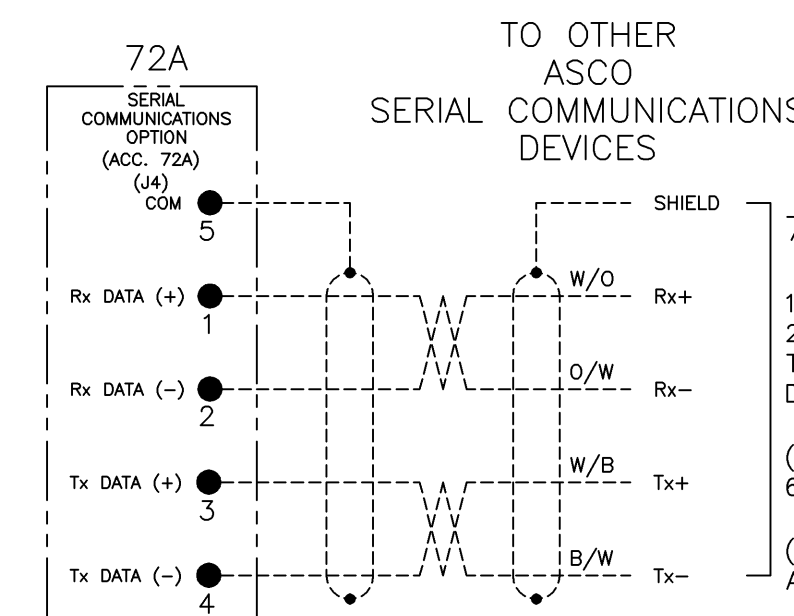 TO OTHER
ASCO
SERIAL COMMUNICATIONS
DEVICES
72A
SERIAL
COMMUNICATIONS
OPTION
(ACC. 72A)
(J4)
COM
5
SHIELD
Rx DATA (+)
1
W/O
Rx+
Rx DATA (-)
2
O/W
Rx-
Tx DATA (+)
3
W/B
Tx+
Tx DATA (-)
4
B/W
Tx-